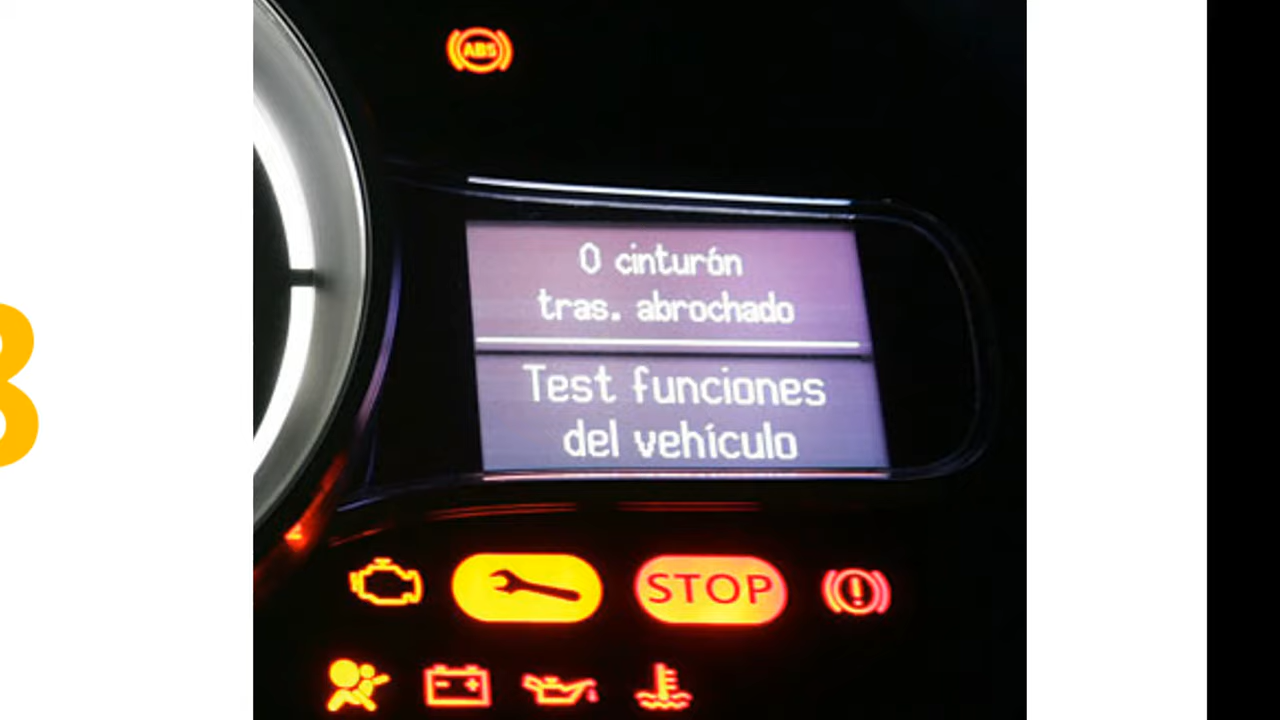 ABS
0 cinturón
tras. abrochado
Test funciones
del vehículo
STOP